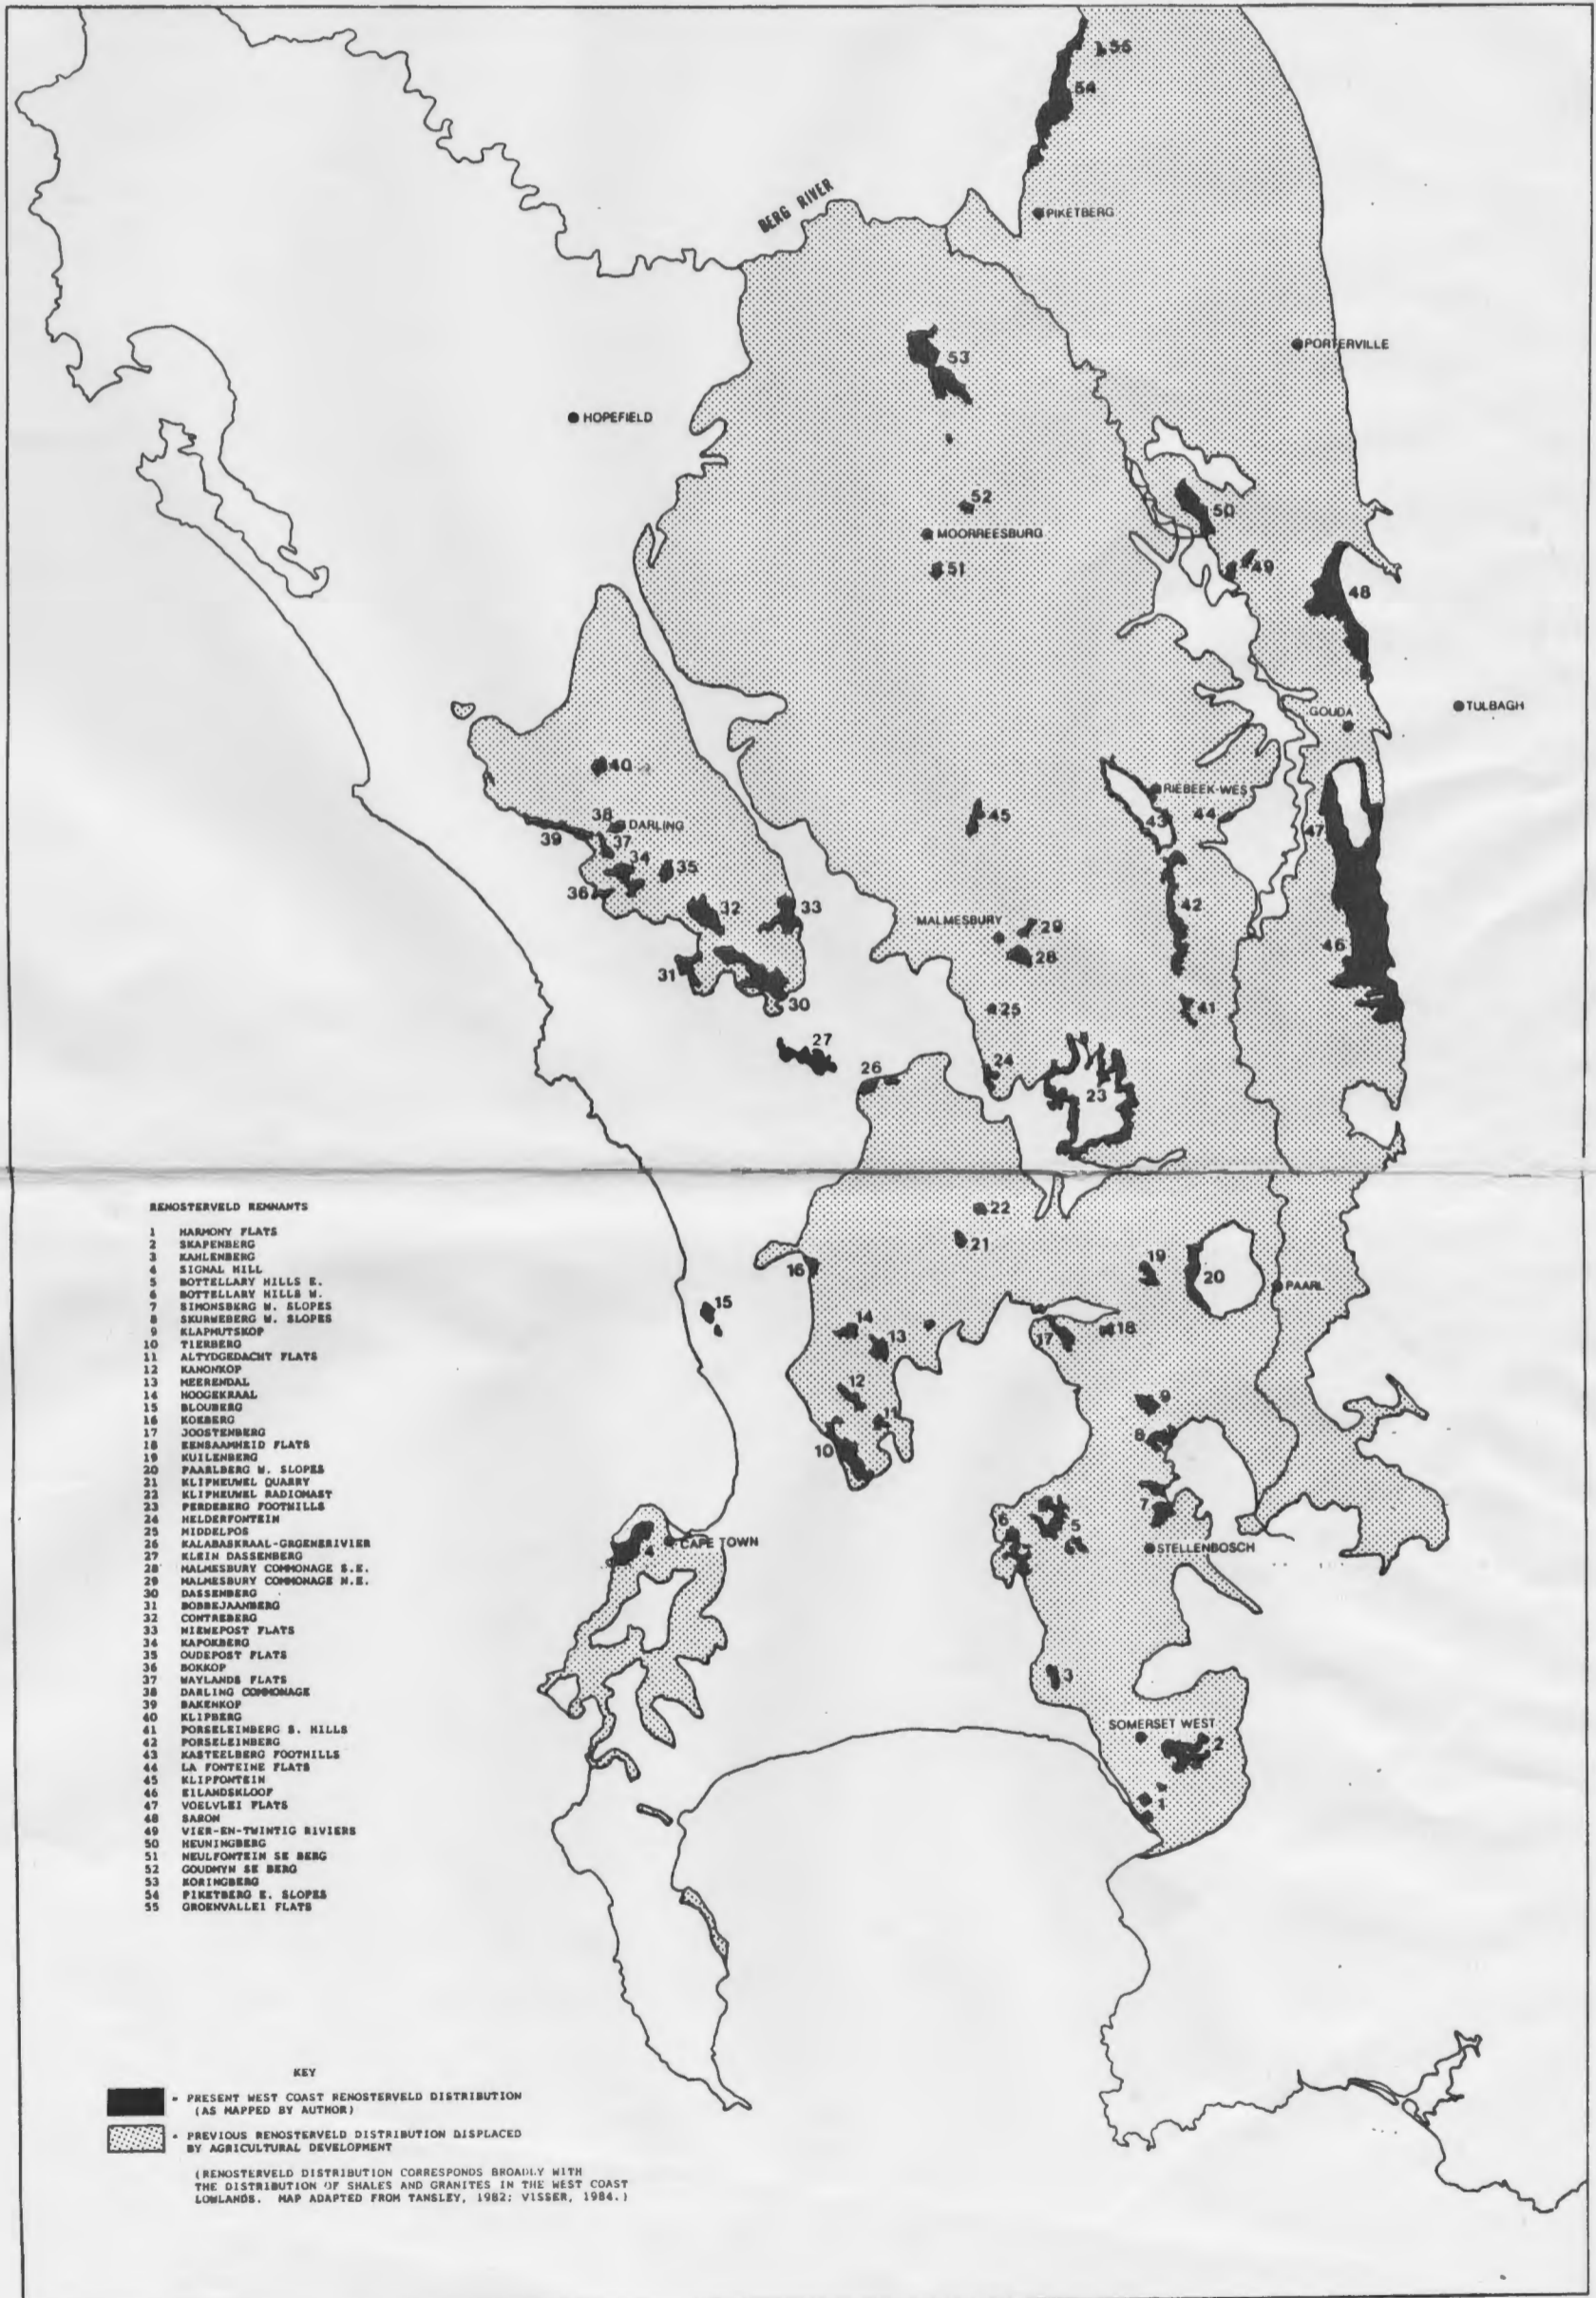 55
54
BERG RIVER
PIKETBERG
53
PORTERVILLE
HOPEFIELD
52
50
MOORREESBURG
51
49
48
TULBAGH
GOUDA
40
RIEBEEK-WES
38
DARLING
45
43
44
47
39
37
34
35
36
32
33
42
MALMESBURY
29
46
31
28
30
25
41
27
24
26
23
RENOSTERVELD REMNANTS
1 HARMONY FLATS
2 SKAPENBERG
3 KAHLENBERG
4 SIGNAL HILL
5 BOTTELLARY HILLS E.
6 BOTTELLARY HILLS W.
7 SIMONSBERG W. SLOPES
8 SKURWEBERG W. SLOPES
9 KLAPMUTSKOP
10 TIERBERG
11 ALTYDGEDACHT FLATS
12 KANONKOP
13 MEERENDAL
14 HOOGEKRAAL
15 BLOUBERG
16 KOEBERG
17 JOOSTENBERG
18 EENSAAMHEID FLATS
19 KUILENBERG
20 PAARLBERG W. SLOPES
21 KLIPHEUWEL QUARRY
22 KLIPHEUWEL RADIOMAST
23 PERDEBERG FOOTHILLS
24 HELDERFONTEIN
25 MIDDELPOS
26 KALABASKRAAL-GROENERIVIER
27 KLEIN DASSENBERG
28 MALMESBURY COMMONAGE S.E.
29 MALMESBURY COMMONAGE N.E.
30 DASSENBERG
31 BOBBEJAANBERG
32 CONTREBERG
33 NIEWEPOST FLATS
34 KAPOKBERG
35 OUDEPOST FLATS
36 BOKKOP
37 WAYLANDS FLATS
38 DARLING COMMONAGE
39 BAKENKOP
40 KLIPBERG
41 PORSELEINBERG S. HILLS
42 PORSELEINBERG
43 KASTEELBERG FOOTHILLS
44 LA FONTEINE FLATS
45 KLIPFONTEIN
46 EILANDSKLOOF
47 VOELVLEI FLATS
48 SARON
49 VIER-EN-TWINTIG RIVIERS
50 HEUNINGBERG
51 NEULFONTEIN SE BERG
52 GOUDMYN SE BERG
53 KORINGBERG
54 PIKETBERG E. SLOPES
55 GROENVALLEI FLATS
22
21
19
16
20
PAARL
15
14
13
17
18
12
9
11
10
8
7
6
5
CAPE TOWN
4
STELLENBOSCH
3
SOMERSET WEST
2
1
KEY
- PRESENT WEST COAST RENOSTERVELD DISTRIBUTION
(AS MAPPED BY AUTHOR)
- PREVIOUS RENOSTERVELD DISTRIBUTION DISPLACED
BY AGRICULTURAL DEVELOPMENT
(RENOSTERVELD DISTRIBUTION CORRESPONDS BROADLY WITH
THE DISTRIBUTION OF SHALES AND GRANITES IN THE WEST COAST
LOWLANDS. MAP ADAPTED FROM TANSLEY, 1982; VISSER, 1984.)